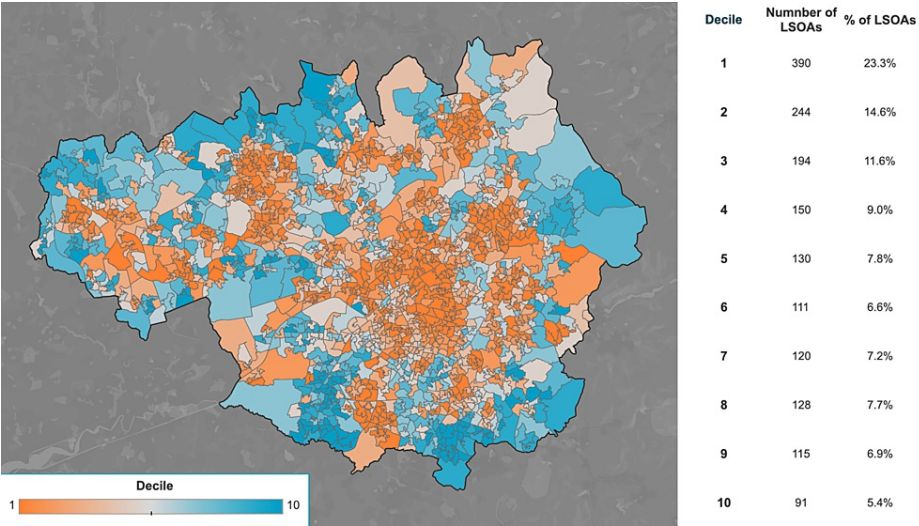 Decile Numnber of LSOAs % of LSOAs
1 390 23.3%
2 244 14.6%
3 194 11.6%
4 150 9.0%
5 130 7.8%
6 111 6.6%
7 120 7.2%
8 128 7.7%
9 115 6.9%
10 91 5.4%
Decile
1 10